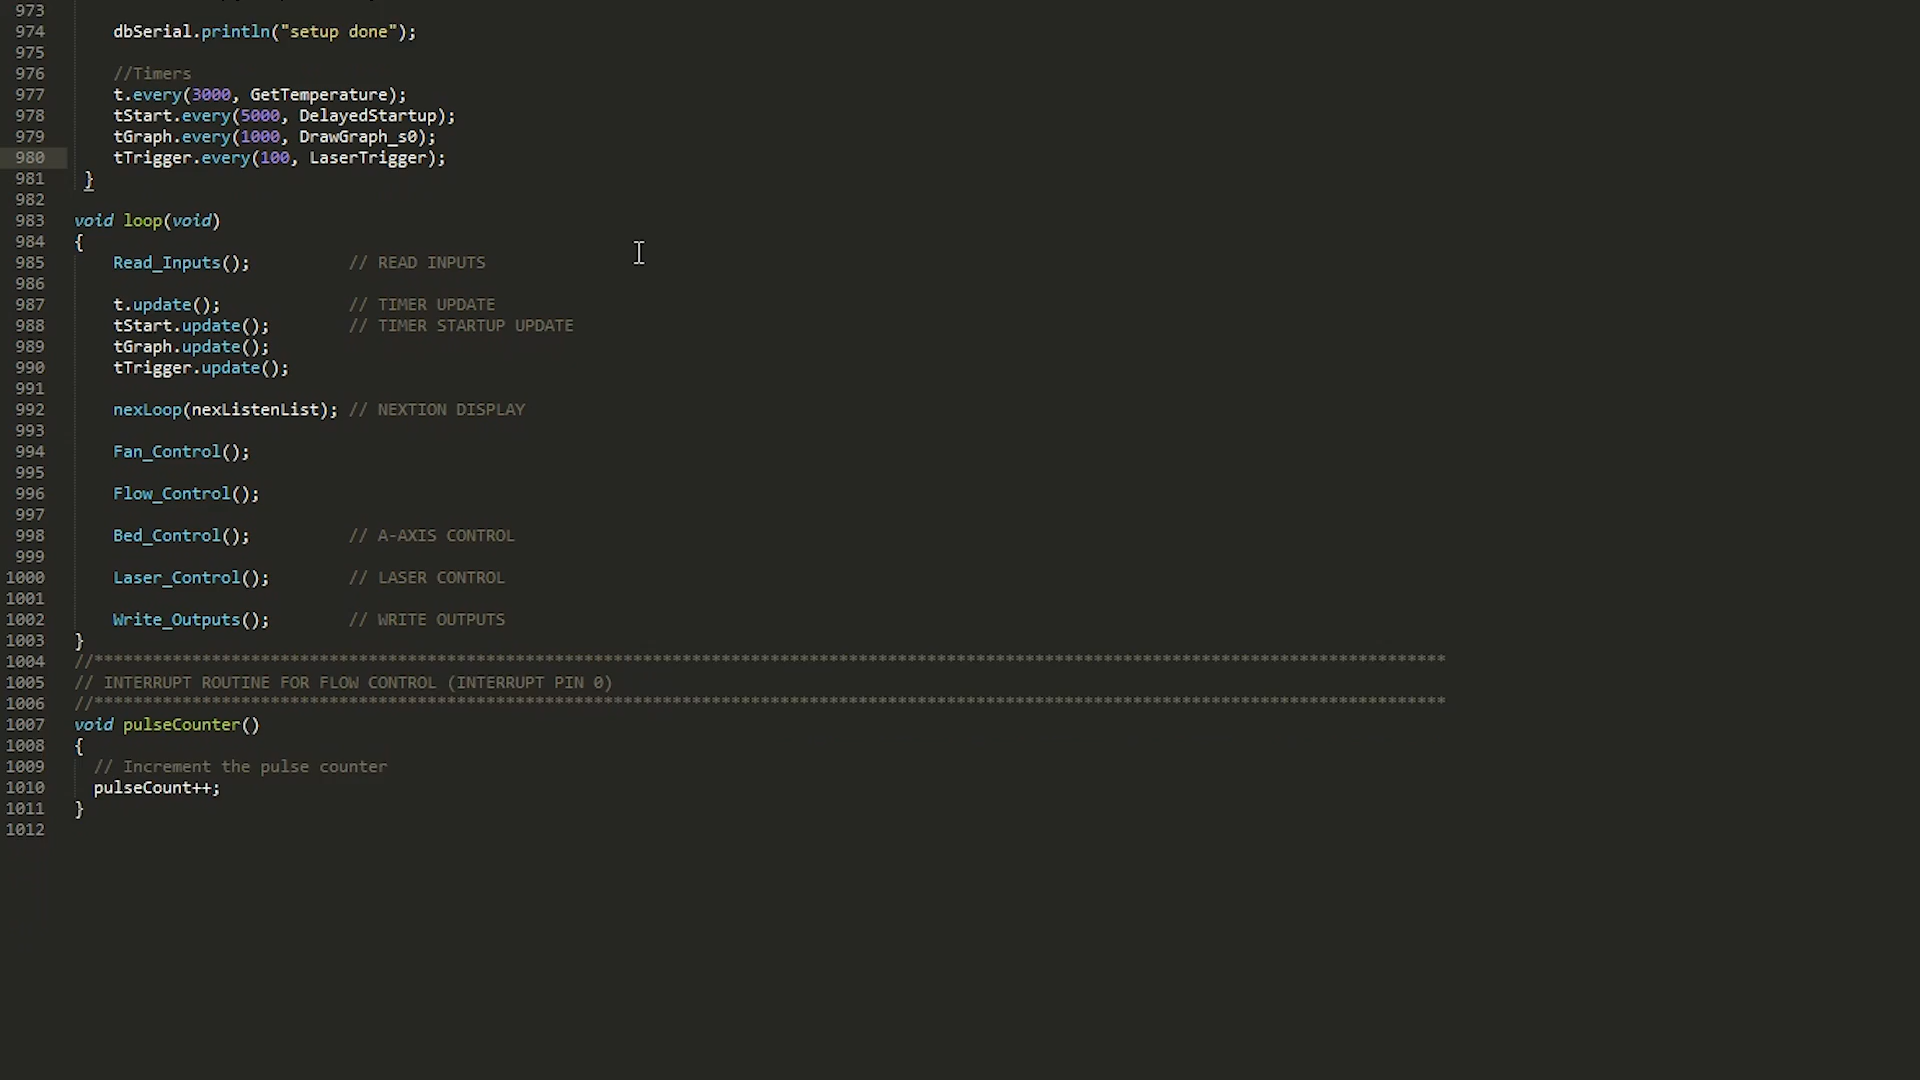 973
974 dbSerial.println("setup done");
975
976 //Timers
977 t.every(3000, GetTemperature);
978 tStart.every(5000, DelayedStartup);
979 tGraph.every(1000, DrawGraph_s0);
980 tTrigger.every(100, LaserTrigger);
981 }
982
983 void loop(void)
984 {
985 Read_Inputs(); // READ INPUTS
986
987 t.update(); // TIMER UPDATE
988 tStart.update(); // TIMER STARTUP UPDATE
989 tGraph.update();
990 tTrigger.update();
991
992 nexLoop(nexListenList); // NEXTION DISPLAY
993
994 Fan_Control();
995
996 Flow_Control();
997
998 Bed_Control(); // A-AXIS CONTROL
999
1000 Laser_Control(); // LASER CONTROL
1001
1002 Write_Outputs(); // WRITE OUTPUTS
1003 }
1004 //******************************************************************************************************************************************
1005 // INTERRUPT ROUTINE FOR FLOW CONTROL (INTERRUPT PIN 0)
1006 //******************************************************************************************************************************************
1007 void pulseCounter()
1008 {
1009 // Increment the pulse counter
1010 pulseCount++;
1011 }
1012